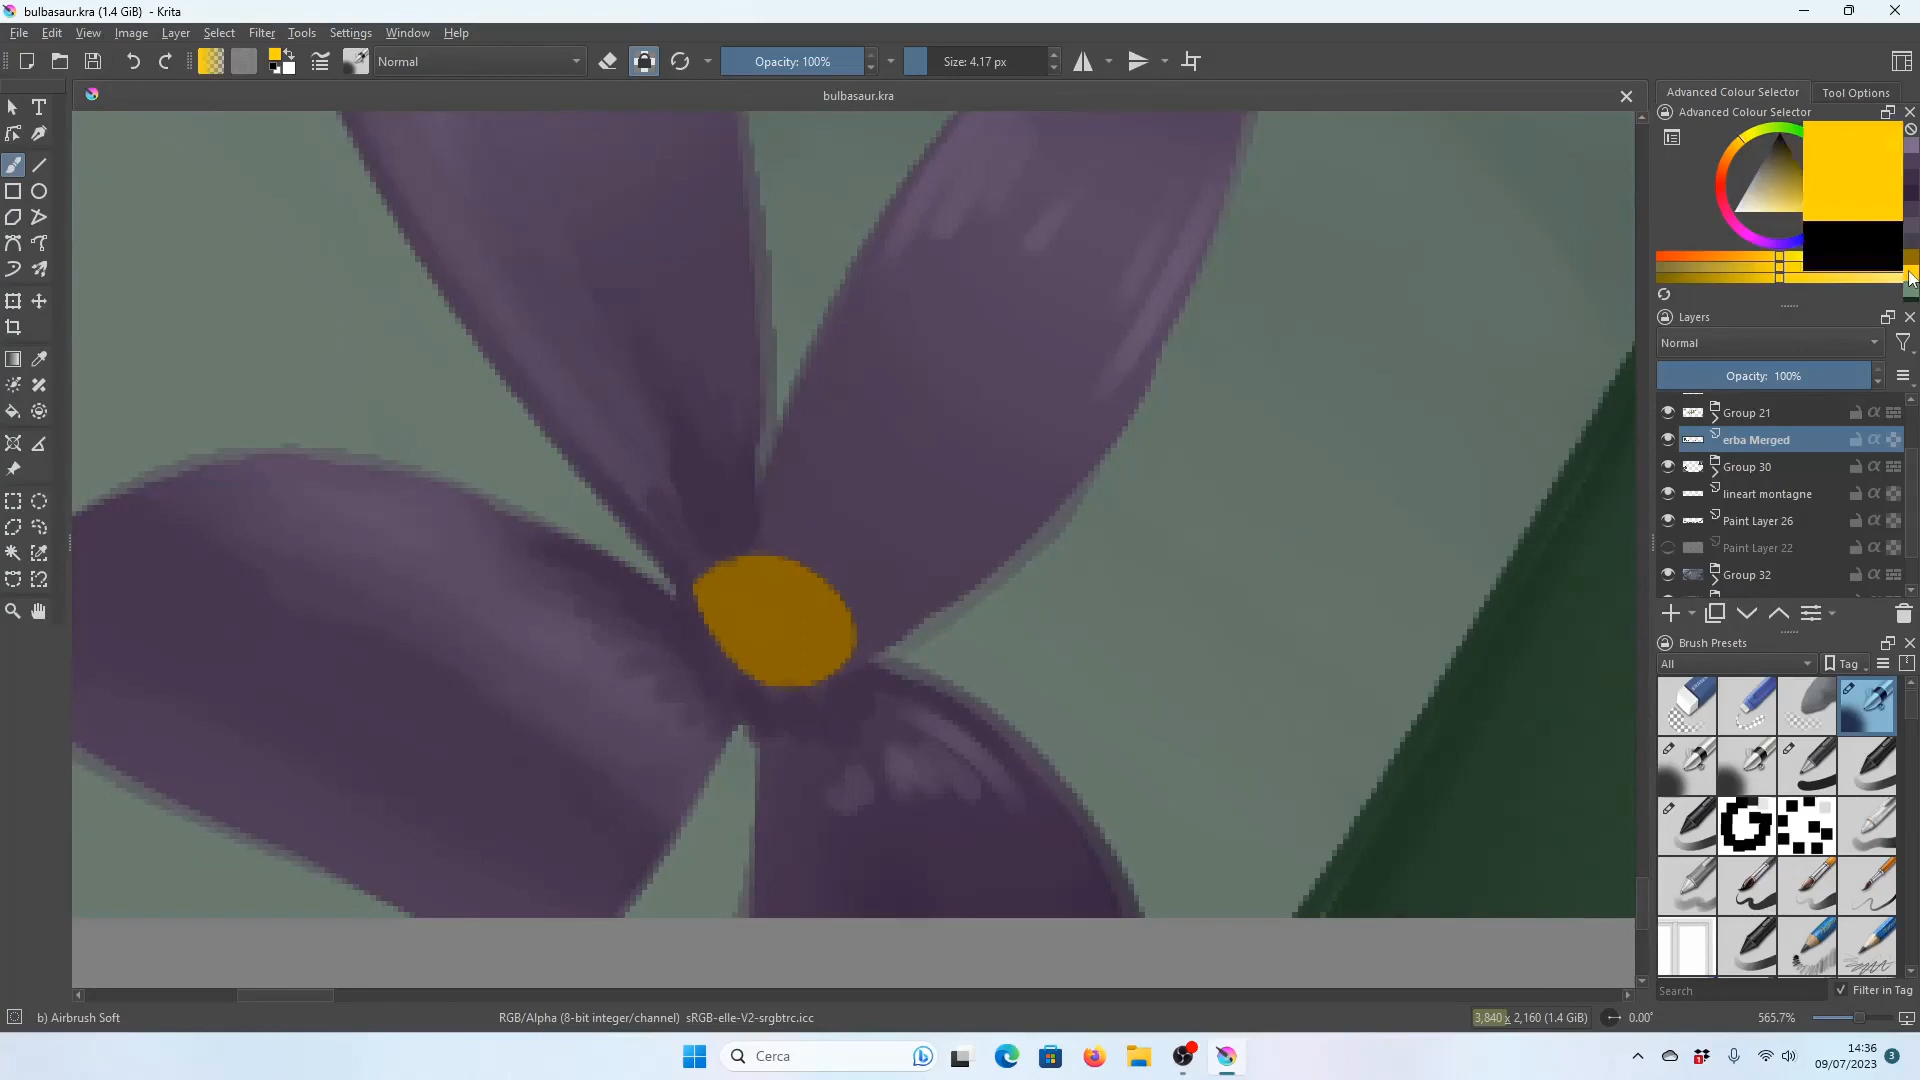 bulbasaur.kra (1.4 GiB) - Krita
File Edit View Image Layer Select Filter Tools Settings Window Help
Normal
Opacity: 100%
Size: 4.17 px
bulbasaur.kra
Advanced Colour Selector
Tool Options
Advanced Colour Selector
Layers
Normal
Opacity: 100%
Group 21
erba Merged
Group 30
lineart montagne
Paint Layer 26
Paint Layer 22
Group 32
Brush Presets
All
Tag
Search
Filter in Tag
b) Airbrush Soft
RGB/Alpha (8-bit integer/channel) sRGB-elle-V2-srgbtrc.icc
3,840 x 2,160 (1.4 GiB)
0.00°
565.7%
Cerca
14:36
09/07/2023
3
1